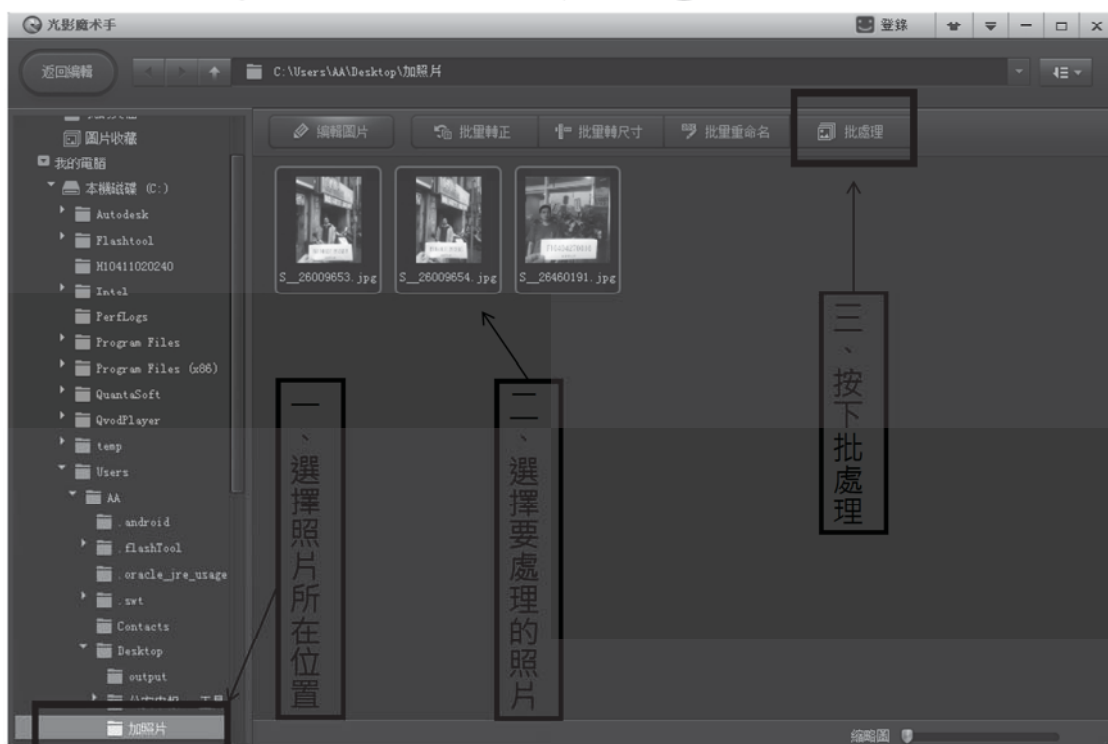 光影魔术手
登錄
返回編輯
C:\Users\AA\Desktop\加照片
編輯圖片
批里轉正
批里轉尺寸
批里重命名
批處理
圖片收藏
我的電腦
本機磁碟 (C:)
Autodesk
Flashtool
H10411020240
Intel
PerfLogs
Program Files
Program Files (x86)
QuantaSoft
QvodPlayer
temp
Users
AA
.android
.flashTool
.oracle_jre_usage
.swt
Contacts
Desktop
output
加照片
S__26009653.jpg
S__26009654.jpg
S__26460191.jpg
一、選擇照片所在位置
二、選擇要處理的照片
三、按下批處理
縮略圖